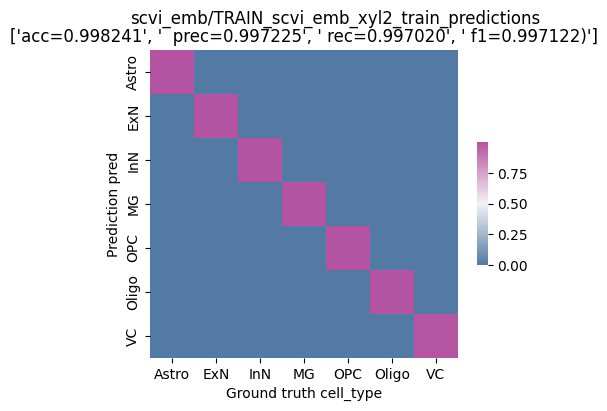 scvi_emb/TRAIN_scvi_emb_xyl2_train_predictions
['acc=0.998241', '  prec=0.997225', ' rec=0.997020', ' f1=0.997122)']
Astro
ExN
InN
MG
OPC
Oligo
VC
Prediction pred
Astro ExN InN MG OPC Oligo VC
Ground truth cell_type
0.75
0.50
0.25
0.00